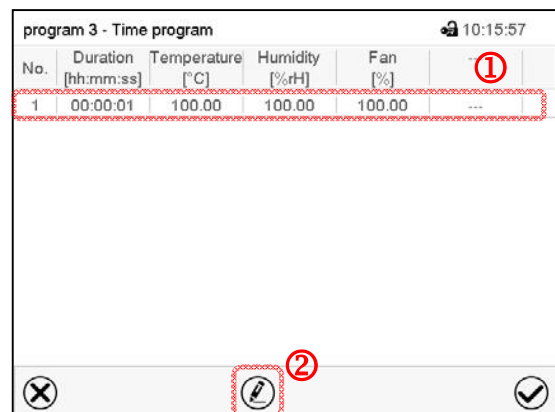 program 3 - Time program 10:15:57
No. Duration [hh:mm:ss] Temperature [°C] Humidity [%rH] Fan [%] ---
①
1 00:00:01 100.00 100.00 100.00 ---
②